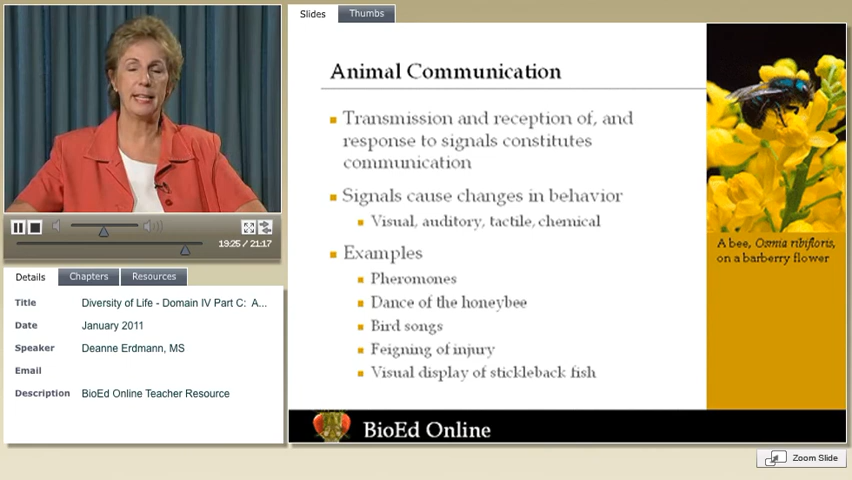 Slides
Thumbs
Animal Communication
Transmission and reception of, and
response to signals constitutes
communication
Signals cause changes in behavior
Visual, auditory, tactile, chemical
Examples
Pheromones
Dance of the honeybee
Bird songs
Feigning of injury
Visual display of stickleback fish
A bee, Osmia ribifloris,
on a barberry flower
BioEd Online
Zoom Slide
19:25 / 21:17
Details
Chapters
Resources
Title Diversity of Life - Domain IV Part C: A...
Date January 2011
Speaker Deanne Erdmann, MS
Email
Description BioEd Online Teacher Resource